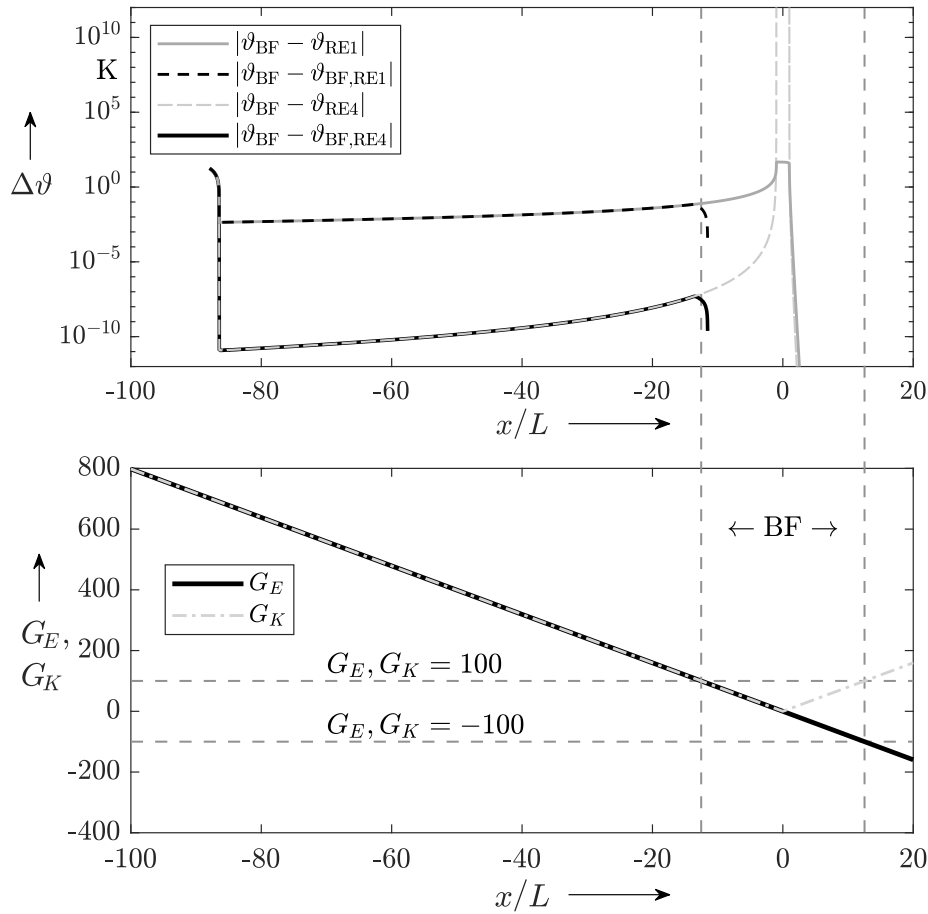 10^10
K
10^5
10^0
Δϑ
10^-5
10^-10
|ϑ_BF − ϑ_RE1|
|ϑ_BF − ϑ_BF,RE1|
|ϑ_BF − ϑ_RE4|
|ϑ_BF − ϑ_BF,RE4|
-100 -80 -60 -40 -20 0 20
x/L
800
600
400
200
0
-200
-400
G_E,
G_K
← BF →
G_E
G_K
G_E, G_K = 100
G_E, G_K = −100
-100 -80 -60 -40 -20 0 20
x/L